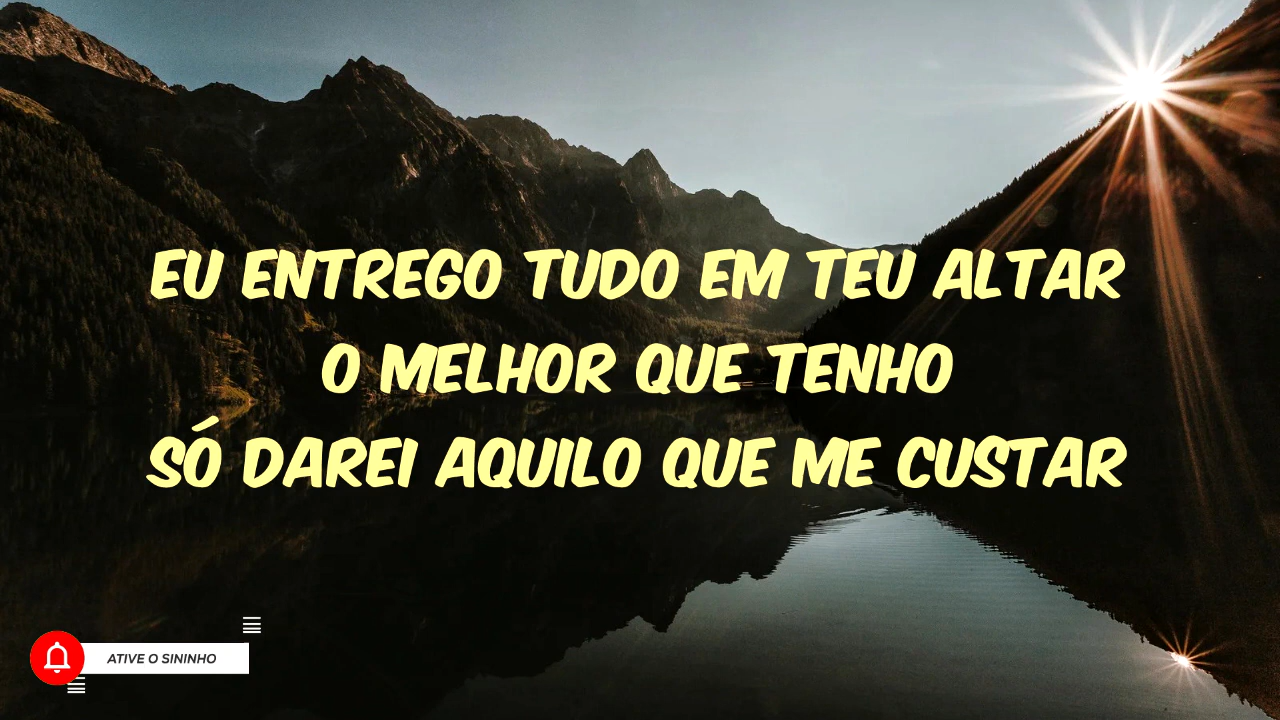 EU ENTREGO TUDO EM TEU ALTAR
O MELHOR QUE TENHO
SÓ DAREI AQUILO QUE ME CUSTAR
ATIVE O SININHO